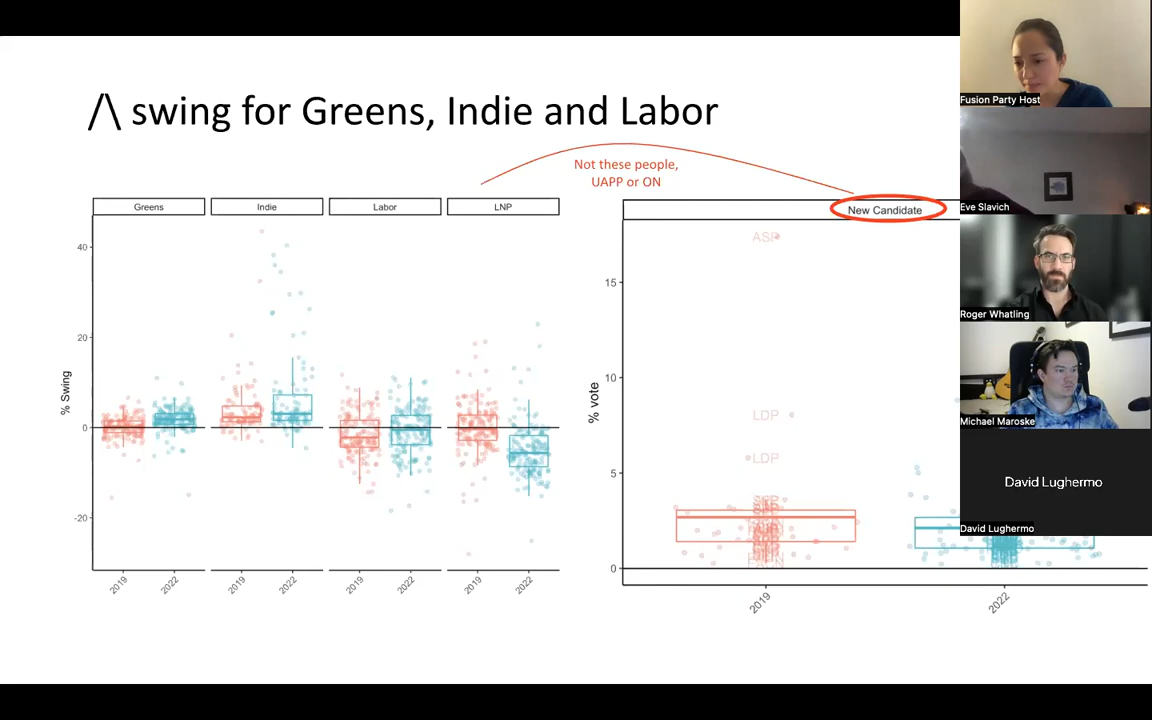 /\ swing for Greens, Indie and Labor
Not these people,
UAPP or ON
Greens
Indie
Labor
LNP
% Swing
40
20
0
-20
2019
2022
2019
2022
2019
2022
2019
2022
New Candidate
% vote
15
10
5
0
ASP
LDP
LDP
2019
2022
Fusion Party Host
Eve Slavich
Roger Whatling
Michael Maroske
David Lughermo
David Lughermo